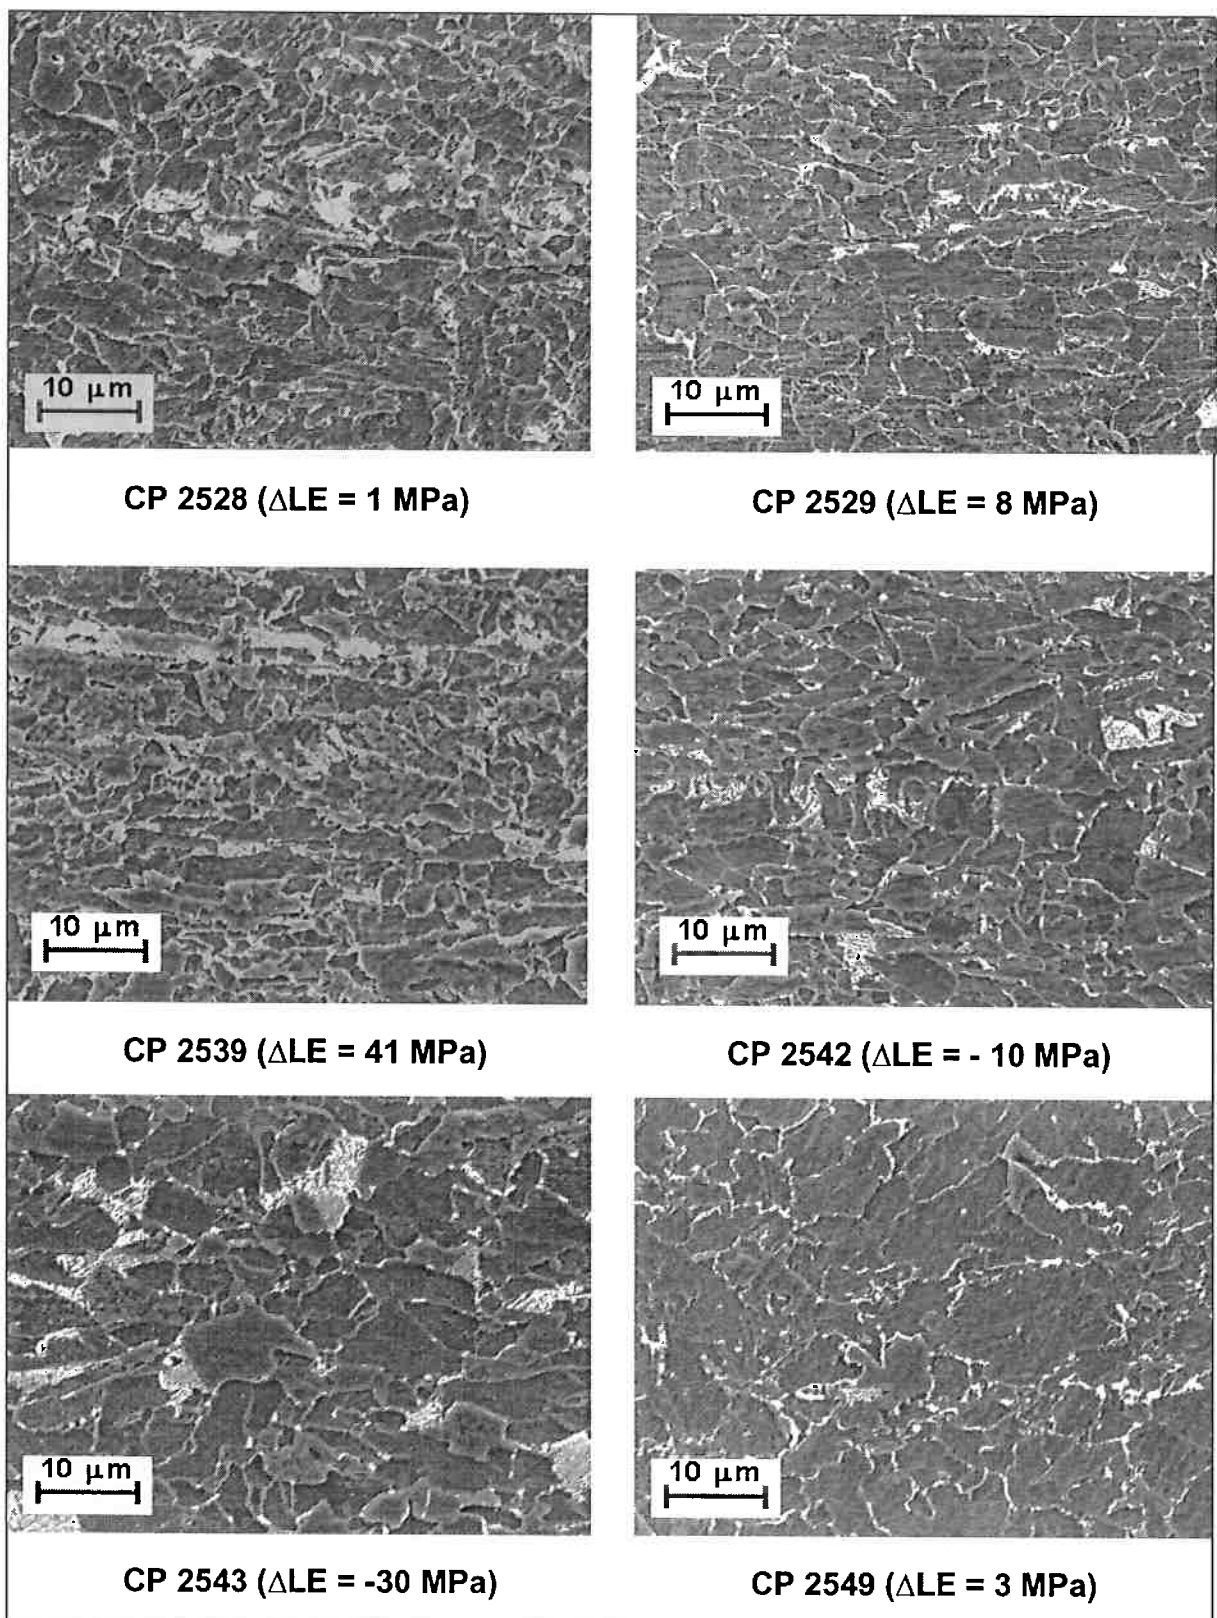 10 μm
10 μm
CP 2528 (ΔLE = 1 MPa)
CP 2529 (ΔLE = 8 MPa)
10 μm
10 μm
CP 2539 (ΔLE = 41 MPa)
CP 2542 (ΔLE = - 10 MPa)
10 μm
10 μm
CP 2543 (ΔLE = -30 MPa)
CP 2549 (ΔLE = 3 MPa)